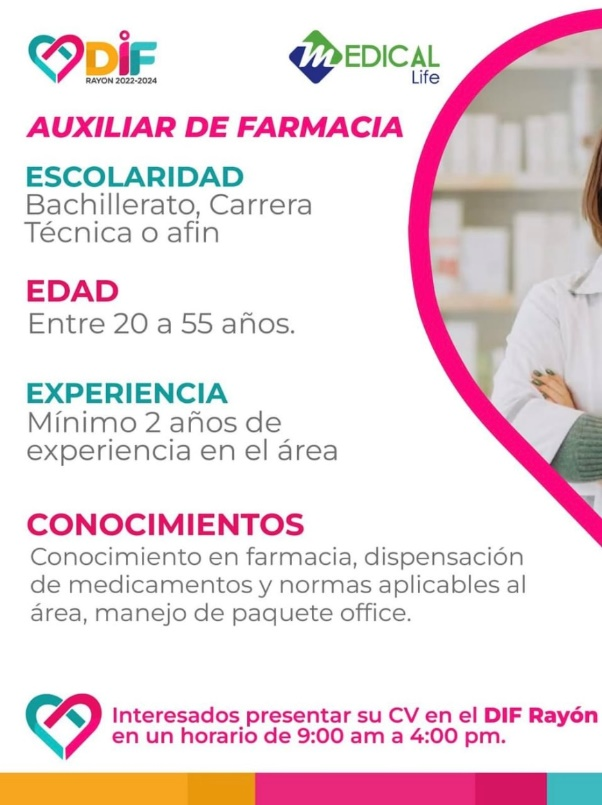 DIF
RAYON 2022-2024
MEDICAL
Life
AUXILIAR DE FARMACIA
ESCOLARIDAD
Bachillerato, Carrera
Técnica o afin
EDAD
Entre 20 a 55 años.
EXPERIENCIA
Mínimo 2 años de
experiencia en el área
CONOCIMIENTOS
Conocimiento en farmacia, dispensación
de medicamentos y normas aplicables al
área, manejo de paquete office.
Interesados presentar su CV en el DIF Rayón
en un horario de 9:00 am a 4:00 pm.